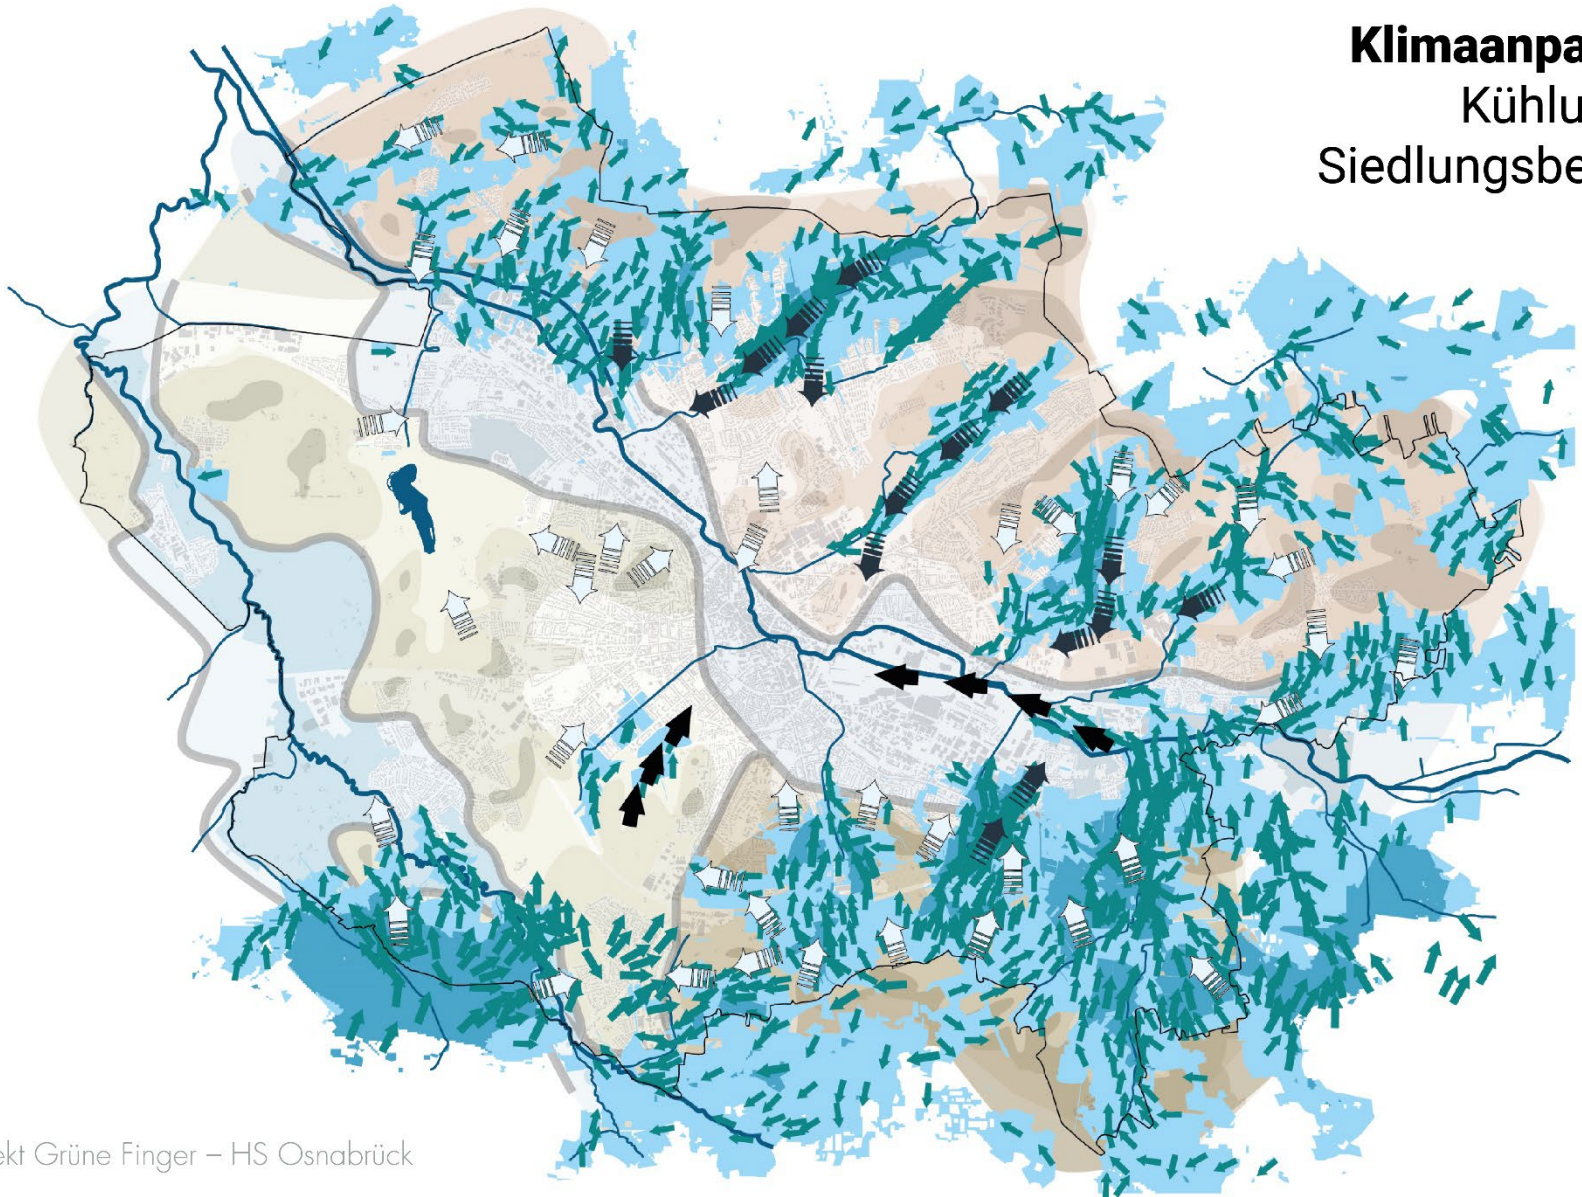 Klimaanpa
Kühlu
Siedlungsbe
ekt Grüne Finger – HS Osnabrück